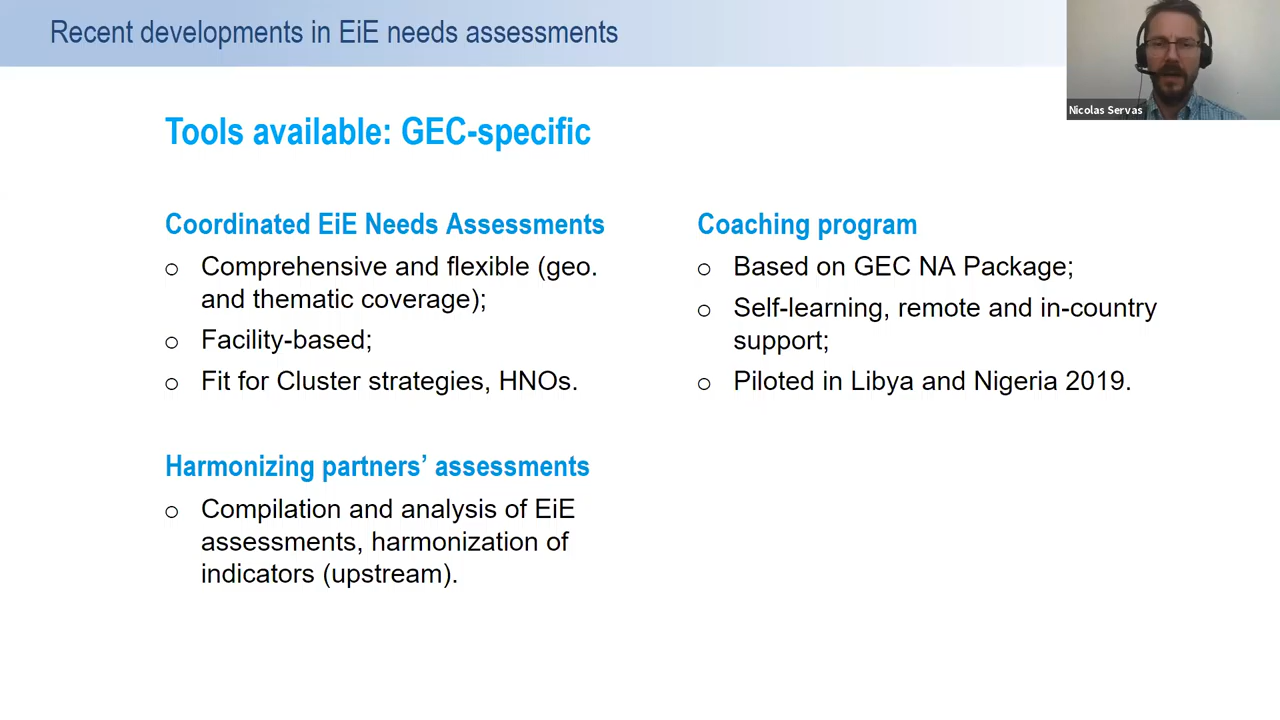 Recent developments in EiE needs assessments
Nicolas Servas
Tools available: GEC-specific
Coordinated EiE Needs Assessments
o Comprehensive and flexible (geo.
and thematic coverage);
o Facility-based;
o Fit for Cluster strategies, HNOs.
Harmonizing partners’ assessments
o Compilation and analysis of EiE
assessments, harmonization of
indicators (upstream).
Coaching program
o Based on GEC NA Package;
o Self-learning, remote and in-country
support;
o Piloted in Libya and Nigeria 2019.